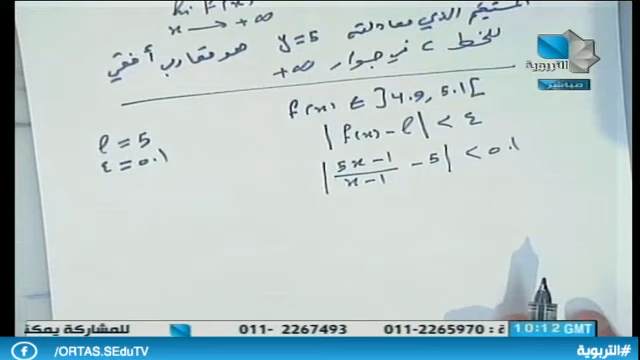 x → +∞
المستقيم الذي معادلته y = 5 هو مقارب أفقي
للخط C في جوار +∞
f(x) ∈ ]4.9, 5.1[
| f(x) - ℓ | < ε
ℓ = 5
ε = 0.1
| 5x-1 / x-1 - 5 | < 0.1
التربوية
مباشر
للمشاركة يمكن
011- 2267493
011- 2265970 :ة
10:12 GMT
/ORTAS.SEduTV
#التربوية